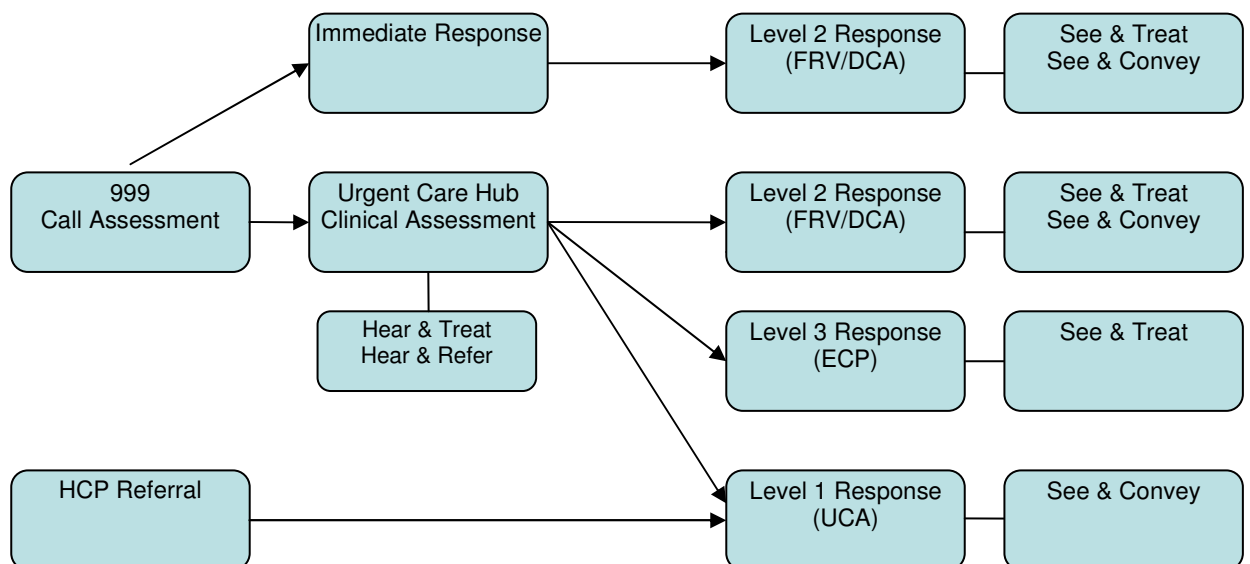 Immediate Response
Level 2 Response
(FRV/DCA)
See & Treat
See & Convey
999
Call Assessment
Urgent Care Hub
Clinical Assessment
Level 2 Response
(FRV/DCA)
See & Treat
See & Convey
Hear & Treat
Hear & Refer
Level 3 Response
(ECP)
See & Treat
HCP Referral
Level 1 Response
(UCA)
See & Convey